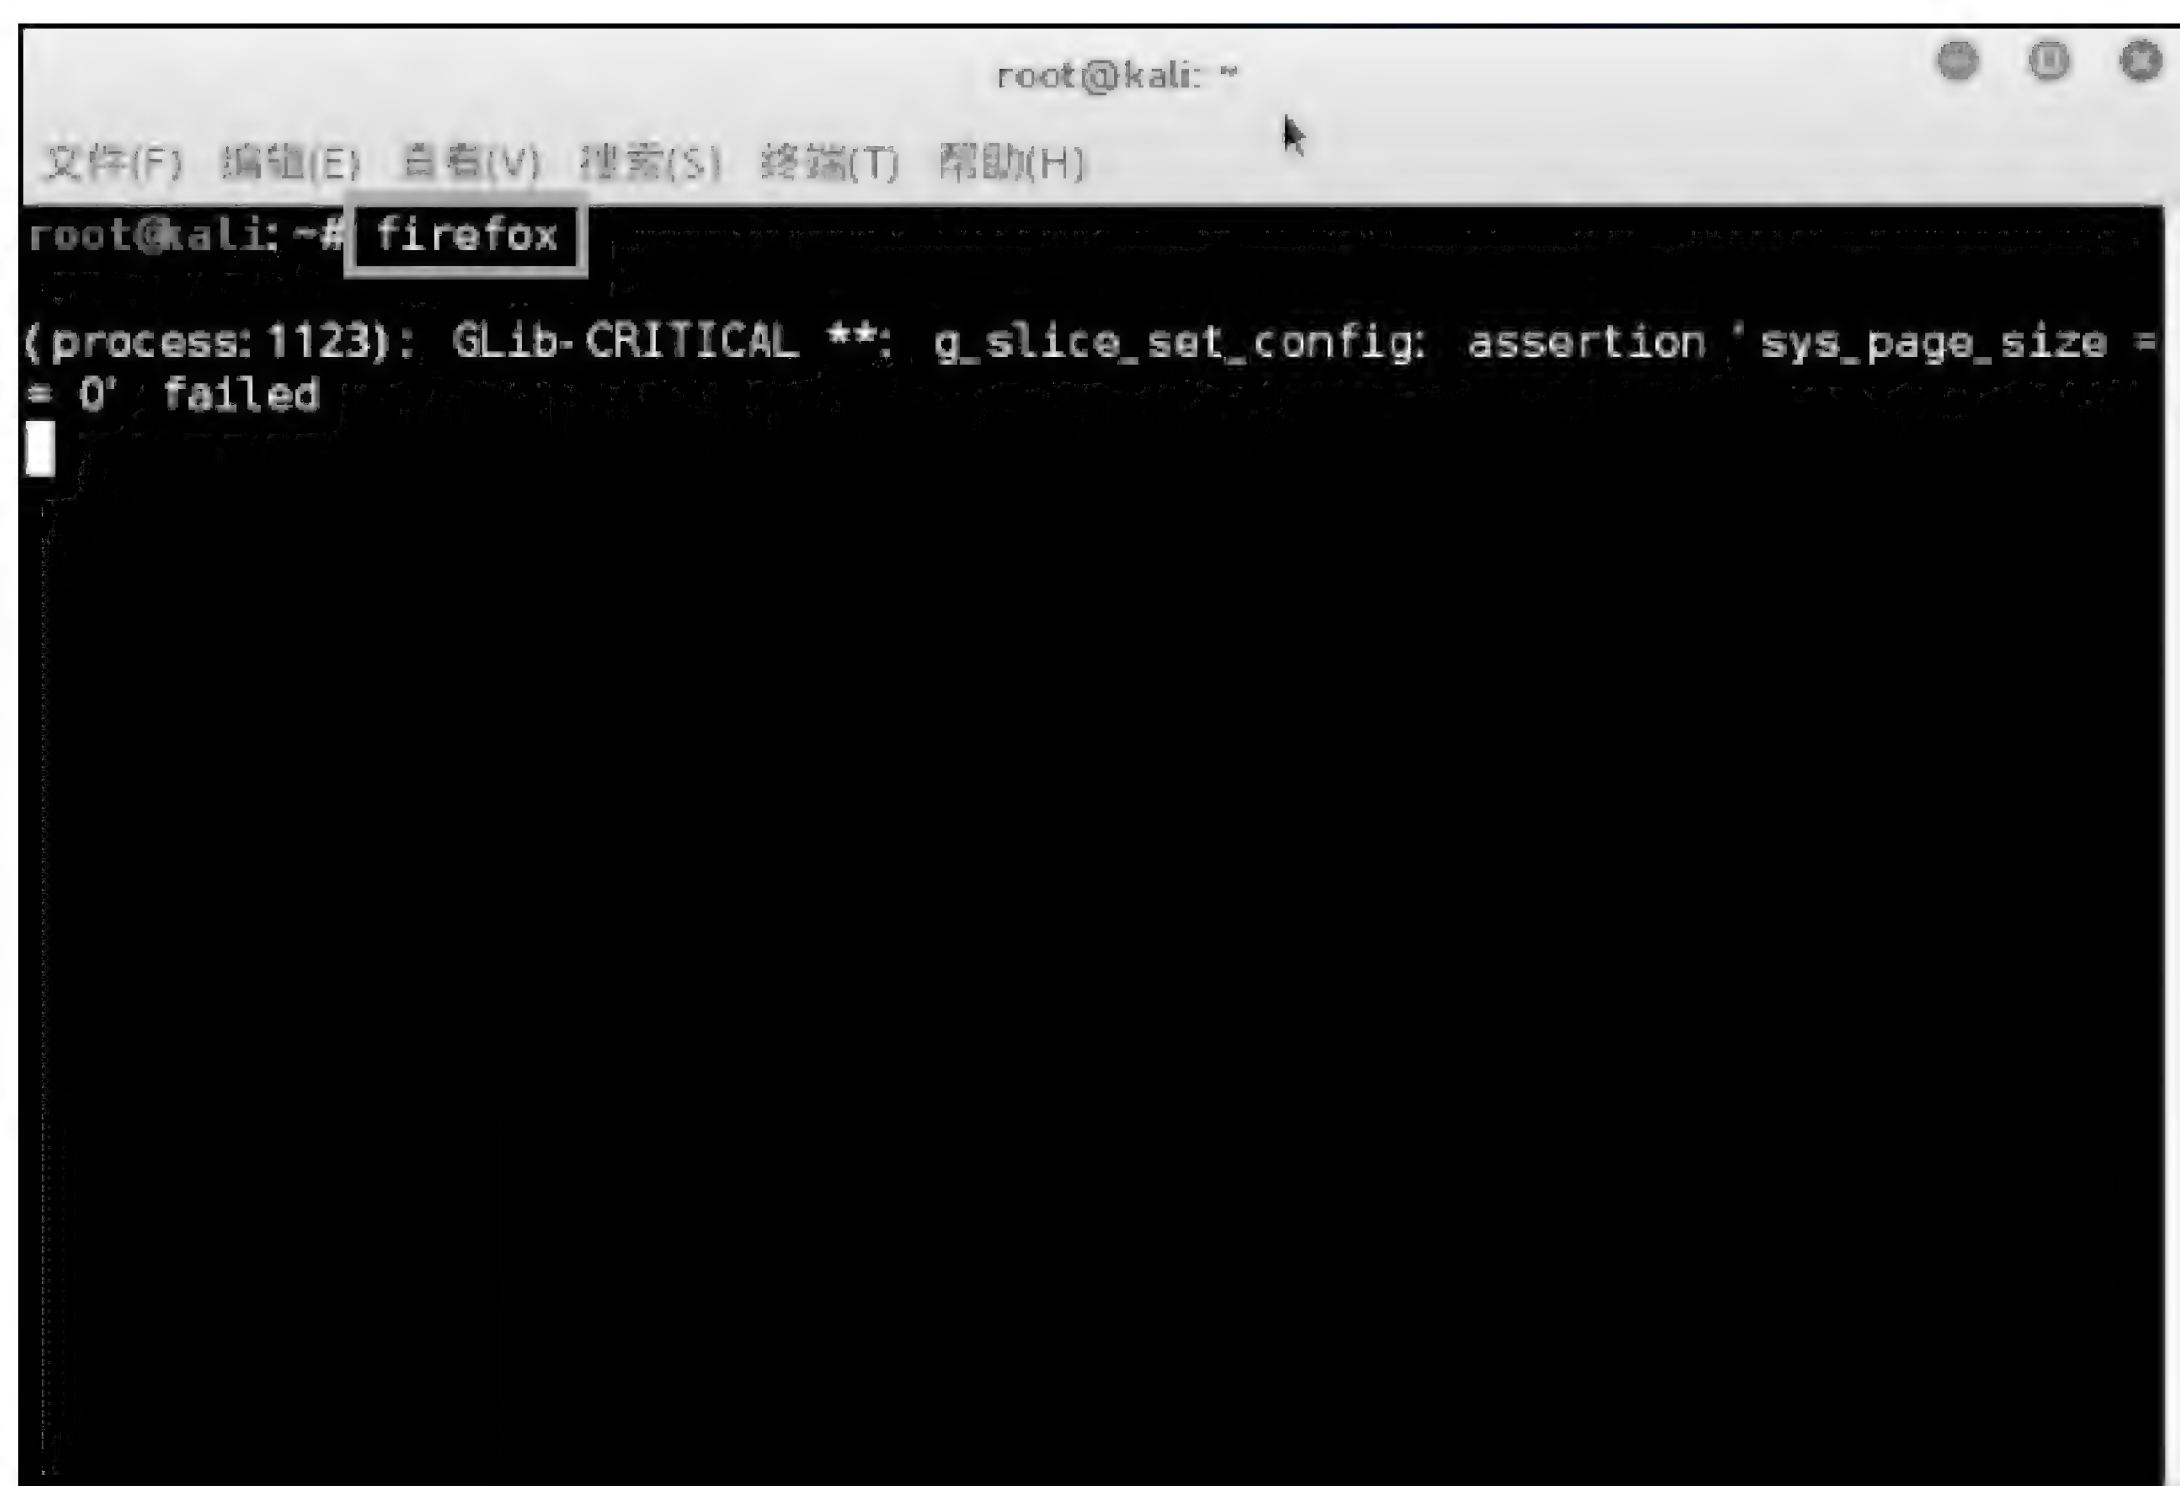 root@kali: ~
文件(F) 编辑(E) 查看(V) 搜索(S) 终端(T) 帮助(H)
root@kali:~# firefox
(process:1123): GLib-CRITICAL **: g_slice_set_config: assertion 'sys_page_size =
= 0' failed